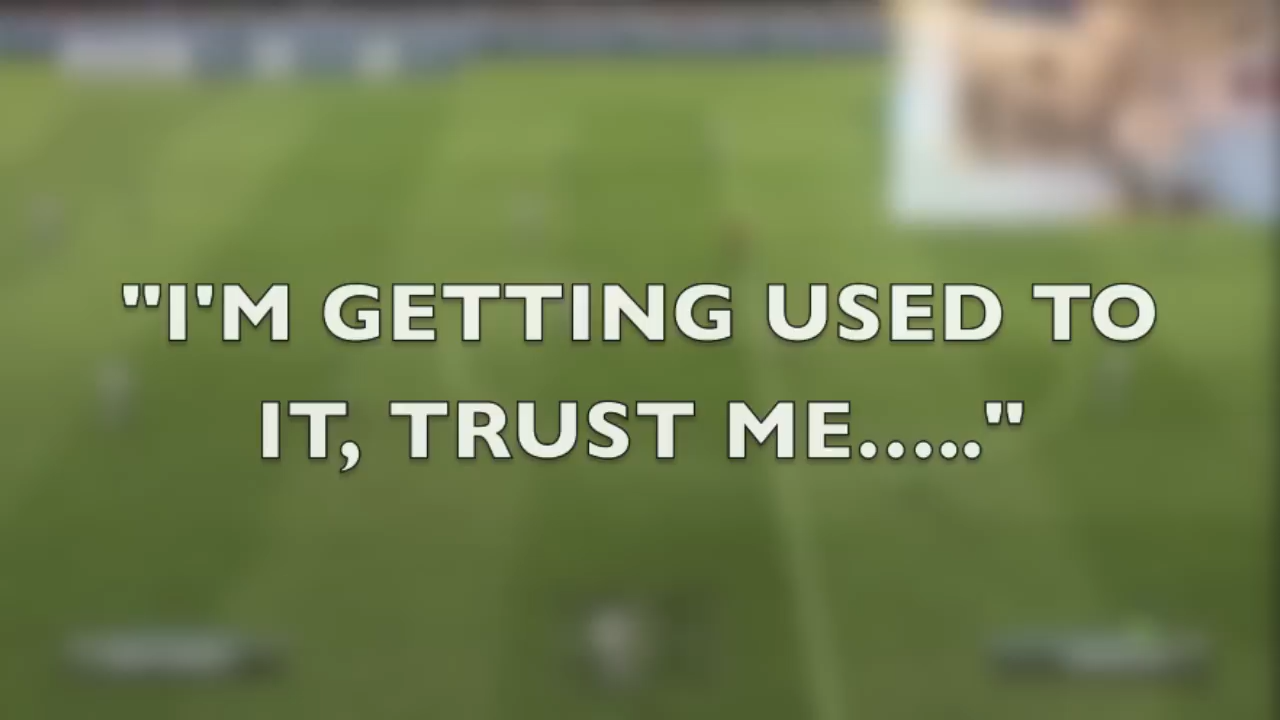 "I'M GETTING USED TO
IT, TRUST ME....."